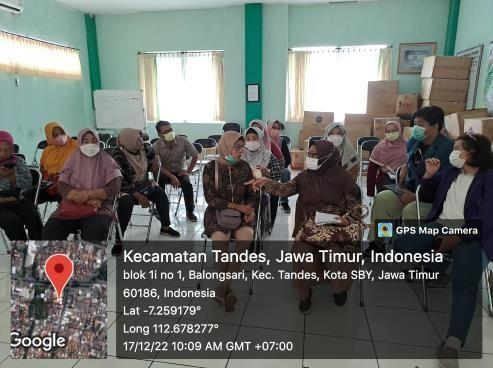 GPS Map Camera
Kecamatan Tandes, Jawa Timur, Indonesia
blok 1i no 1, Balongsari, Kec. Tandes, Kota SBY, Jawa Timur
60186, Indonesia
Lat -7.259179°
Long 112.678277°
17/12/22 10:09 AM GMT +07:00
Google